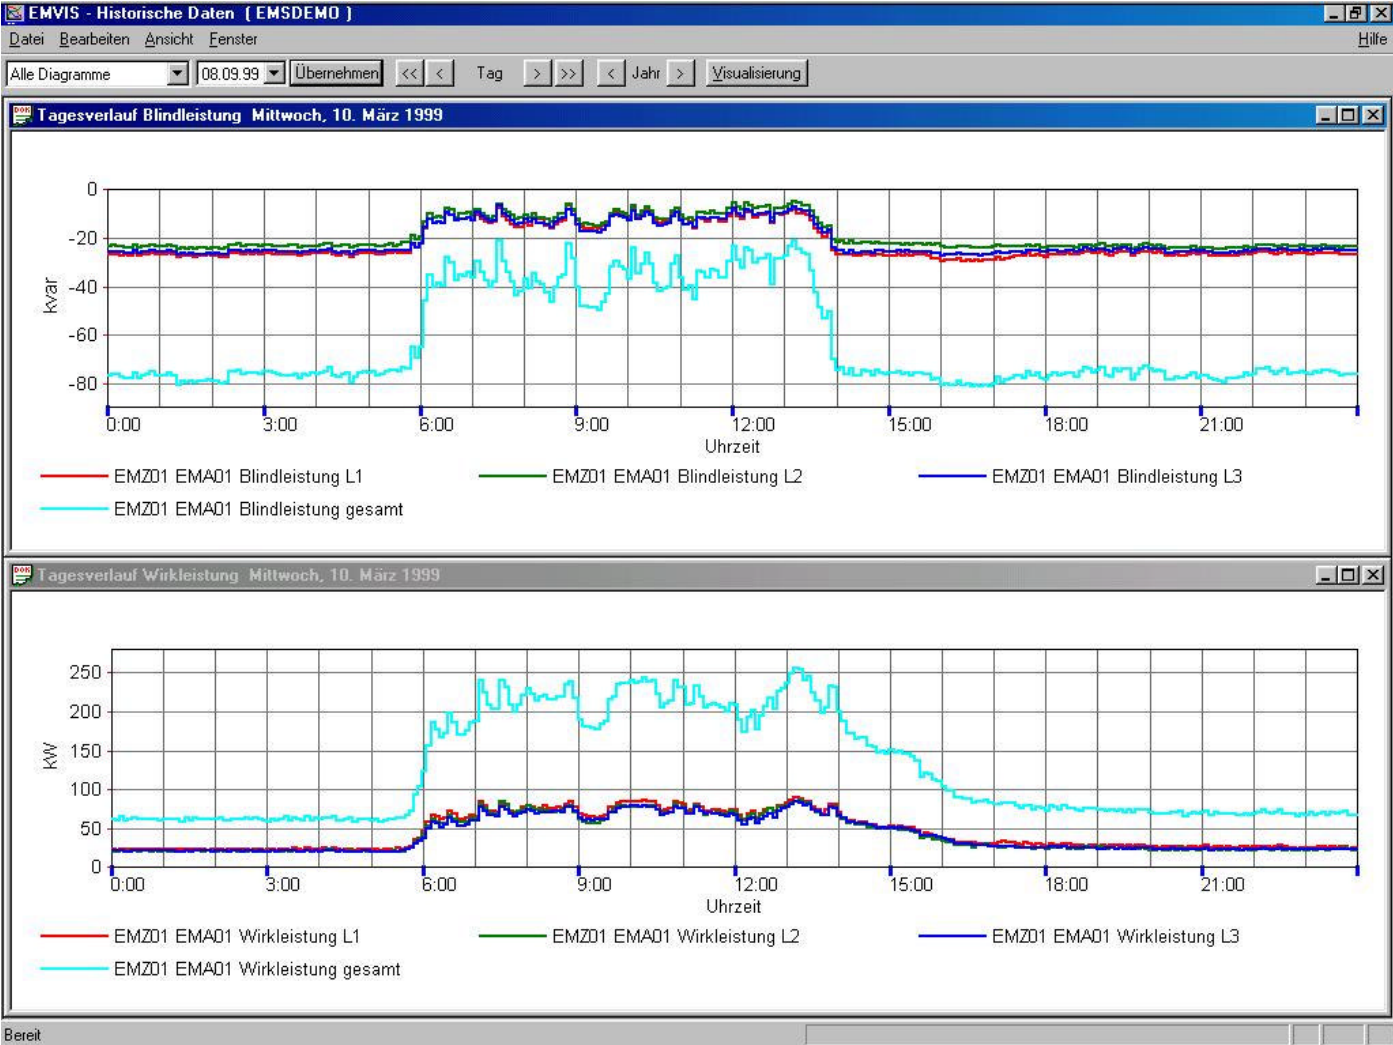 EMVIS - Historische Daten ( EMSDEMO )
Datei Bearbeiten Ansicht Fenster Hilfe
Alle Diagramme 08.09.99 Übernehmen << < Tag > >> < Jahr > Visualisierung
Tagesverlauf Blindleistung Mittwoch, 10. März 1999
0
-20
-40
-60
-80
kvar
0:00 3:00 6:00 9:00 12:00 15:00 18:00 21:00
Uhrzeit
EMZ01 EMA01 Blindleistung L1 EMZ01 EMA01 Blindleistung L2 EMZ01 EMA01 Blindleistung L3
EMZ01 EMA01 Blindleistung gesamt
Tagesverlauf Wirkleistung Mittwoch, 10. März 1999
250
200
150
100
50
0
kW
0:00 3:00 6:00 9:00 12:00 15:00 18:00 21:00
Uhrzeit
EMZ01 EMA01 Wirkleistung L1 EMZ01 EMA01 Wirkleistung L2 EMZ01 EMA01 Wirkleistung L3
EMZ01 EMA01 Wirkleistung gesamt
Bereit